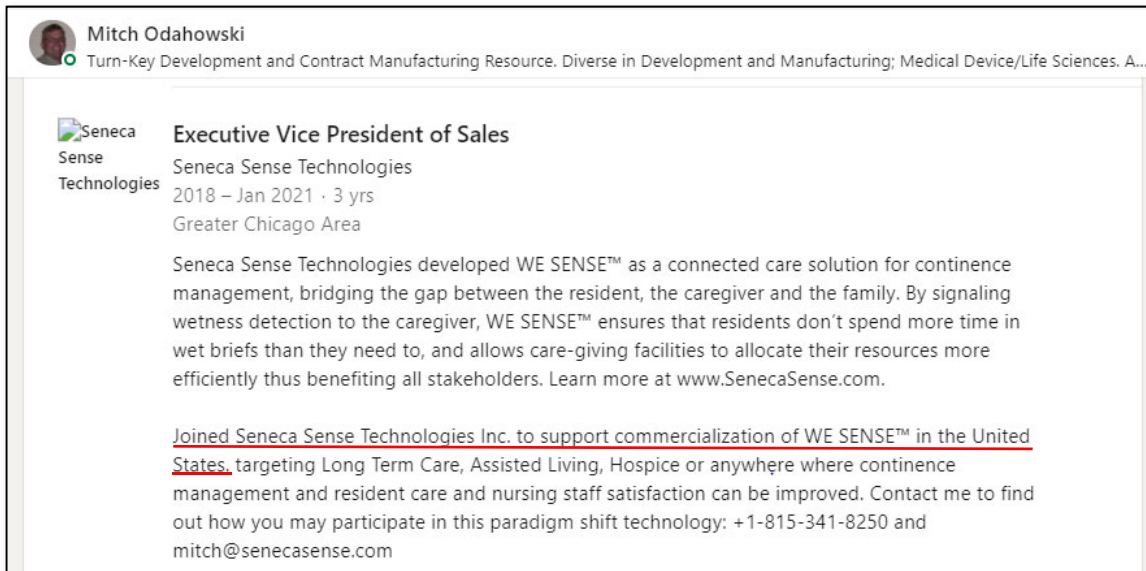 Mitch Odahowski
Turn-Key Development and Contract Manufacturing Resource. Diverse in Development and Manufacturing; Medical Device/Life Sciences. A...
Seneca
Sense
Technologies
Executive Vice President of Sales
Seneca Sense Technologies
2018 – Jan 2021 · 3 yrs
Greater Chicago Area
Seneca Sense Technologies developed WE SENSE™ as a connected care solution for continence
management, bridging the gap between the resident, the caregiver and the family. By signaling
wetness detection to the caregiver, WE SENSE™ ensures that residents don't spend more time in
wet briefs than they need to, and allows care-giving facilities to allocate their resources more
efficiently thus benefiting all stakeholders. Learn more at www.SenecaSense.com.
Joined Seneca Sense Technologies Inc. to support commercialization of WE SENSE™ in the United
States, targeting Long Term Care, Assisted Living, Hospice or anywhere where continence
management and resident care and nursing staff satisfaction can be improved. Contact me to find
out how you may participate in this paradigm shift technology: +1-815-341-8250 and
mitch@senecasense.com